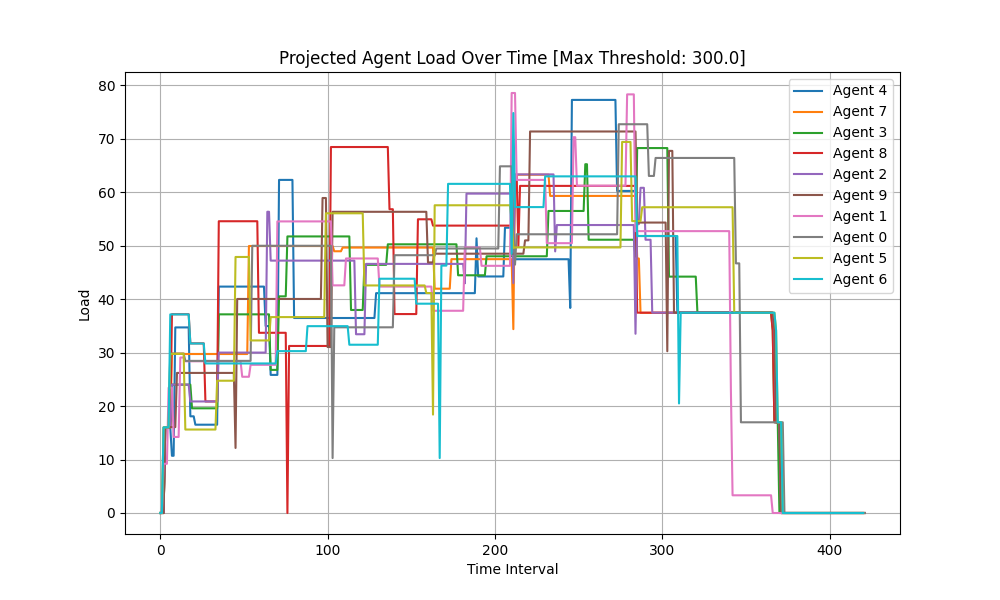 Projected Agent Load Over Time [Max Threshold: 300.0]
Load
80
70
60
50
40
30
20
10
0
0 100 200 300 400
Time Interval
Agent 4
Agent 7
Agent 3
Agent 8
Agent 2
Agent 9
Agent 1
Agent 0
Agent 5
Agent 6